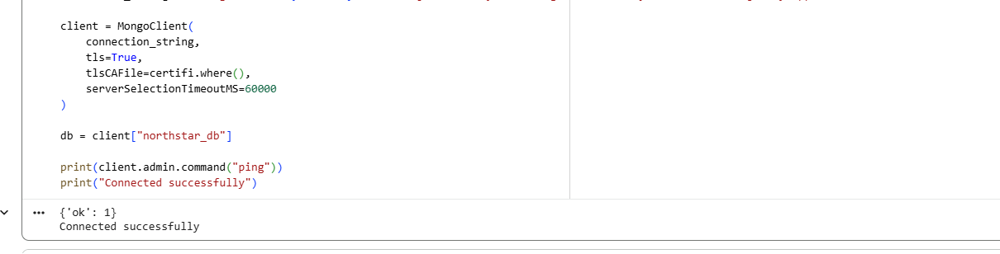 client = MongoClient(
    connection_string,
    tls=True,
    tlsCAFile=certifi.where(),
    serverSelectionTimeoutMS=60000
)
db = client["northstar_db"]
print(client.admin.command("ping"))
print("Connected successfully")
{'ok': 1}
Connected successfully